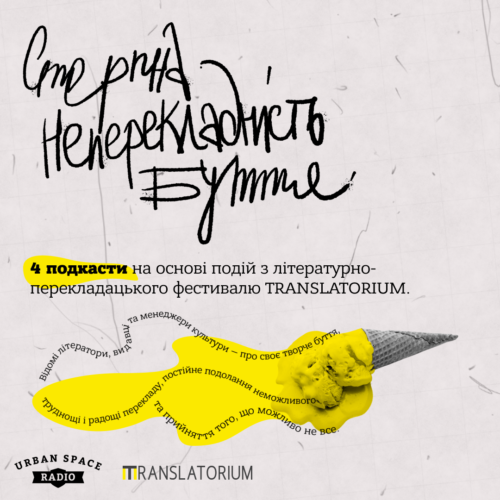 Стерпна
Неперекладність
Буття
4 подкасти на основі подій з літературно-
перекладацького фестивалю TRANSLATORIUM.
Відомі літератори, видавці та менеджери культури – про своє творче буття,
труднощі і радощі перекладу, постійне подолання неможливого
та прийняття того, що можливо не все.
URBAN SPACE
RADIO
TRANSLATORIUM